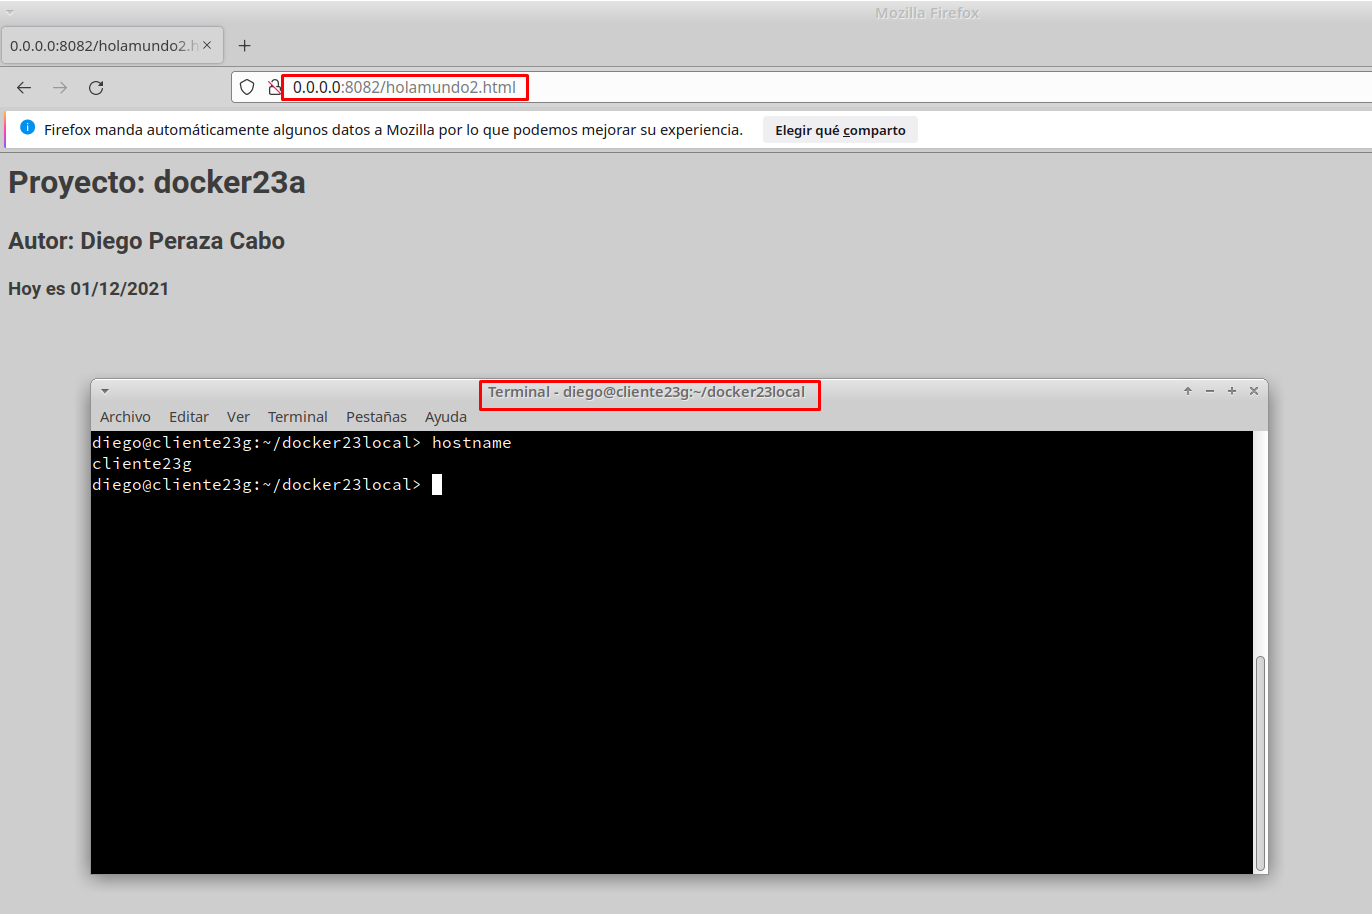 Mozilla Firefox
0.0.0.0:8082/holamundo2.h
0.0.0.0:8082/holamundo2.html
Firefox manda automáticamente algunos datos a Mozilla por lo que podemos mejorar su experiencia. Elegir qué comparto
Proyecto: docker23a
Autor: Diego Peraza Cabo
Hoy es 01/12/2021
Terminal - diego@cliente23g:~/docker23local
Archivo Editar Ver Terminal Pestañas Ayuda
diego@cliente23g:~/docker23local> hostname
cliente23g
diego@cliente23g:~/docker23local>